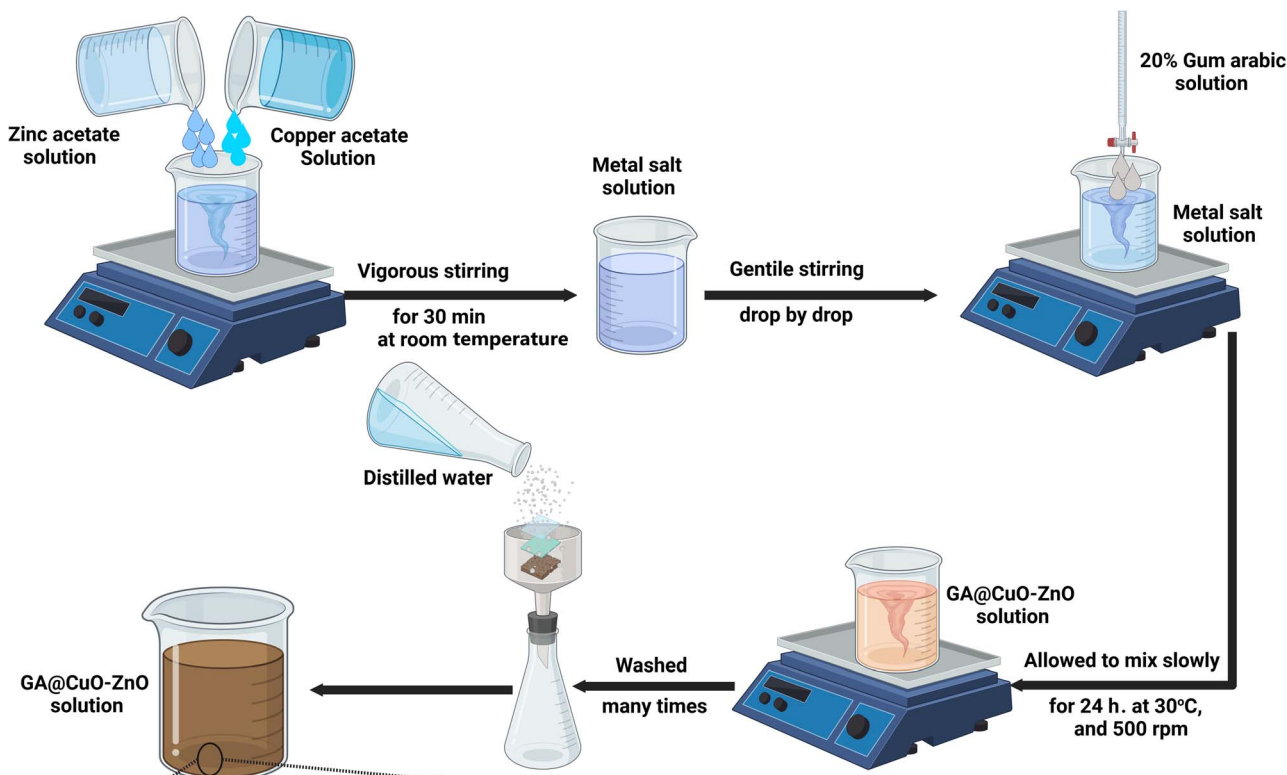 Zinc acetate
solution
Copper acetate
Solution
Vigorous stirring
for 30 min
at room temperature
Metal salt
solution
Gentile stirring
drop by drop
20% Gum arabic
solution
Metal salt
solution
Allowed to mix slowly
for 24 h. at 30ºC,
and 500 rpm
GA@CuO-ZnO
solution
Washed
many times
Distilled water
GA@CuO-ZnO
solution